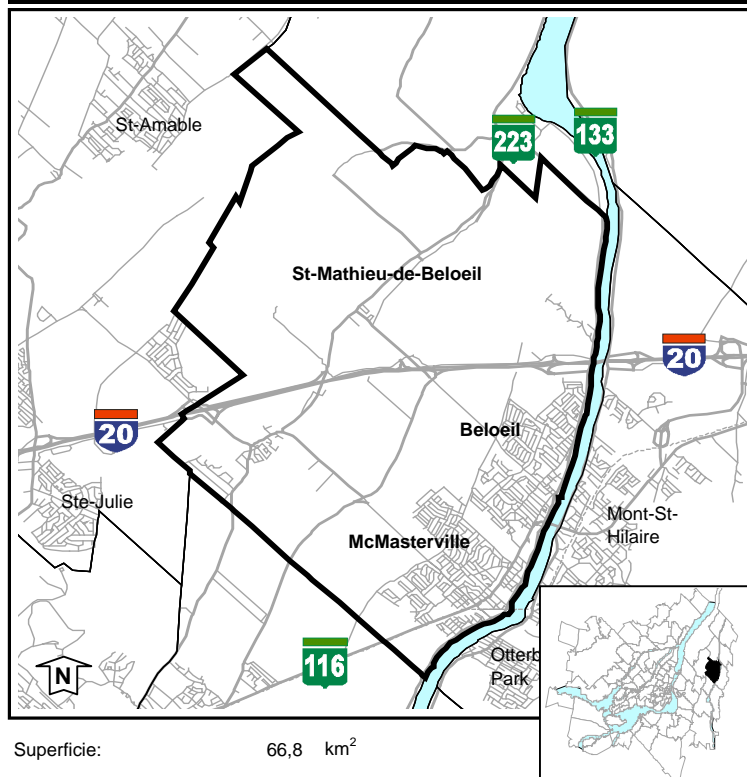 St-Amable
223
133
St-Mathieu-de-Beloeil
20
20
Beloeil
Ste-Julie
Mont-St-
Hilaire
McMasterville
116
N
Otterb
Park
Superficie: 66,8 km²